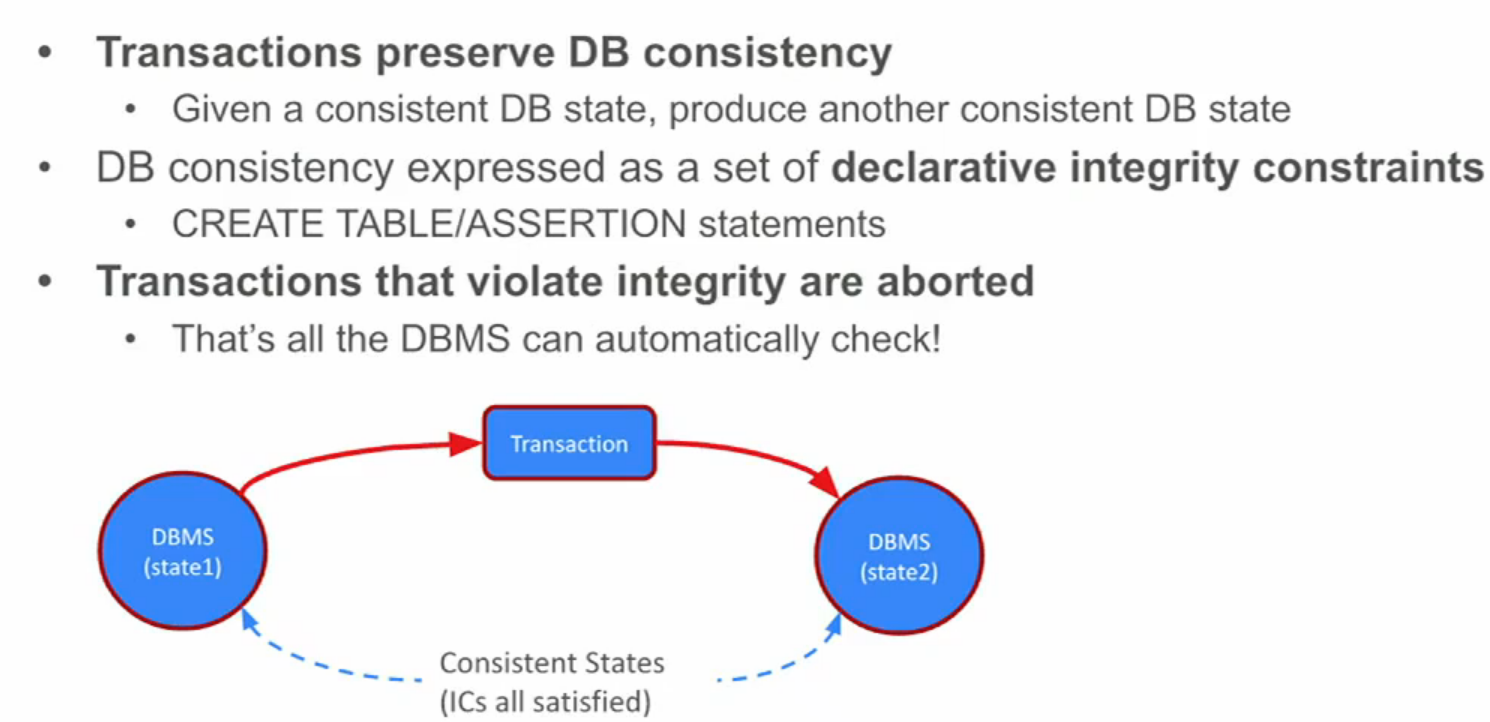 • Transactions preserve DB consistency
• Given a consistent DB state, produce another consistent DB state
• DB consistency expressed as a set of declarative integrity constraints
• CREATE TABLE/ASSERTION statements
• Transactions that violate integrity are aborted
• That’s all the DBMS can automatically check!
Transaction
DBMS
(state1)
DBMS
(state2)
Consistent States
(ICs all satisfied)